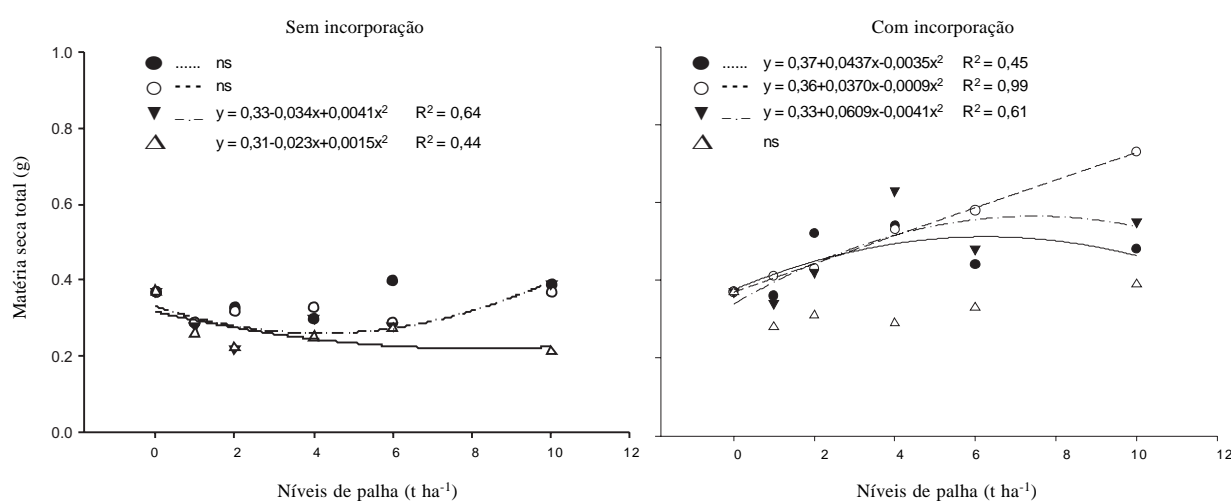 Sem incorporação
ns
ns
y = 0,33-0,034x+0,0041x² R² = 0,64
y = 0,31-0,023x+0,0015x² R² = 0,44
Matéria seca total (g)
1.0
0.8
0.6
0.4
0.2
0.0
0 2 4 6 8 10 12
Níveis de palha (t ha⁻¹)
Com incorporação
y = 0,37+0,0437x-0,0035x² R² = 0,45
y = 0,36+0,0370x-0,0009x² R² = 0,99
y = 0,33+0,0609x-0,0041x² R² = 0,61
ns
0 2 4 6 8 10 12
Níveis de palha (t ha⁻¹)